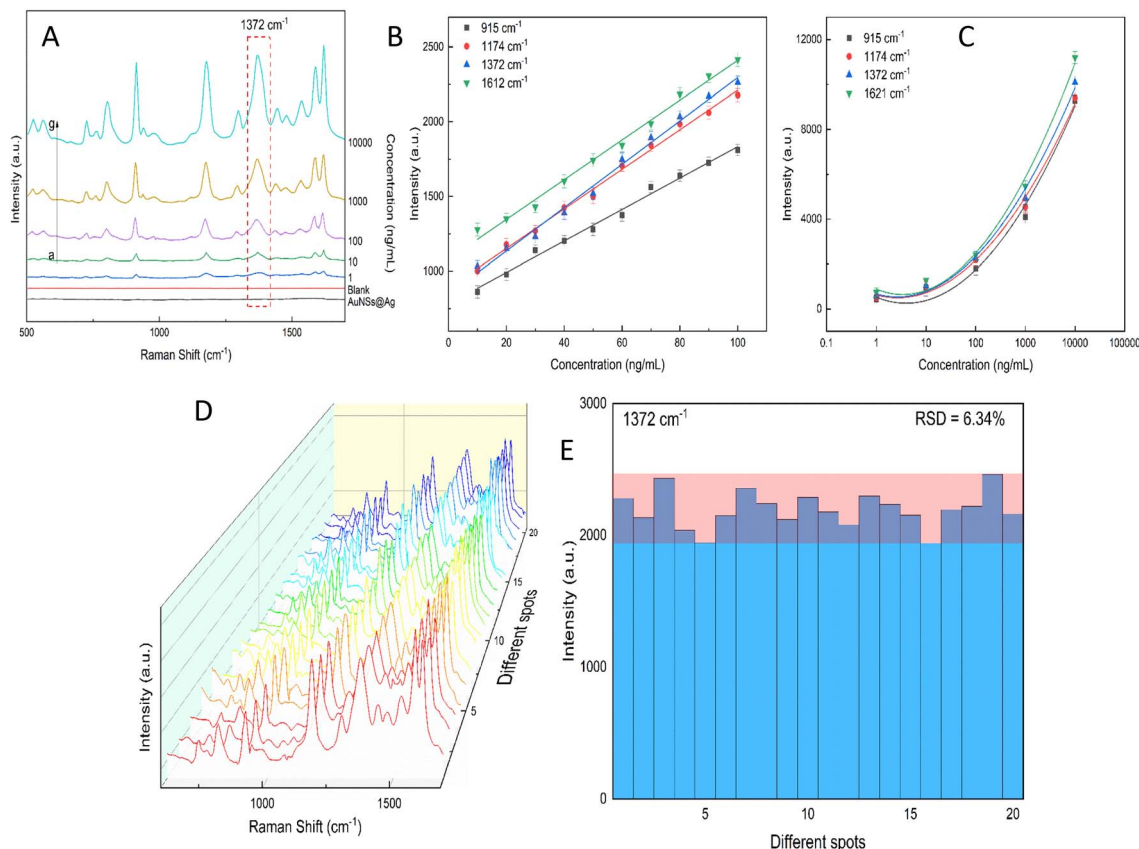 A
1372 cm⁻¹
g
a
10000
1000
100
10
1
Blank
AuNSs@Ag
Concentration (ng/mL)
Intensity (a.u.)
500
1000
1500
Raman Shift (cm⁻¹)
B
915 cm⁻¹
1174 cm⁻¹
1372 cm⁻¹
1612 cm⁻¹
2500
2000
1500
1000
Intensity (a.u.)
0
20
40
60
80
100
Concentration (ng/mL)
C
915 cm⁻¹
1174 cm⁻¹
1372 cm⁻¹
1621 cm⁻¹
12000
8000
4000
0
Intensity (a.u.)
0.1
1
10
100
1000
10000
100000
Concentration (ng/mL)
D
Intensity (a.u.)
1000
1500
Raman Shift (cm⁻¹)
5
10
15
20
Different spots
E
1372 cm⁻¹
RSD = 6.34%
3000
2000
1000
0
Intensity (a.u.)
5
10
15
20
Different spots